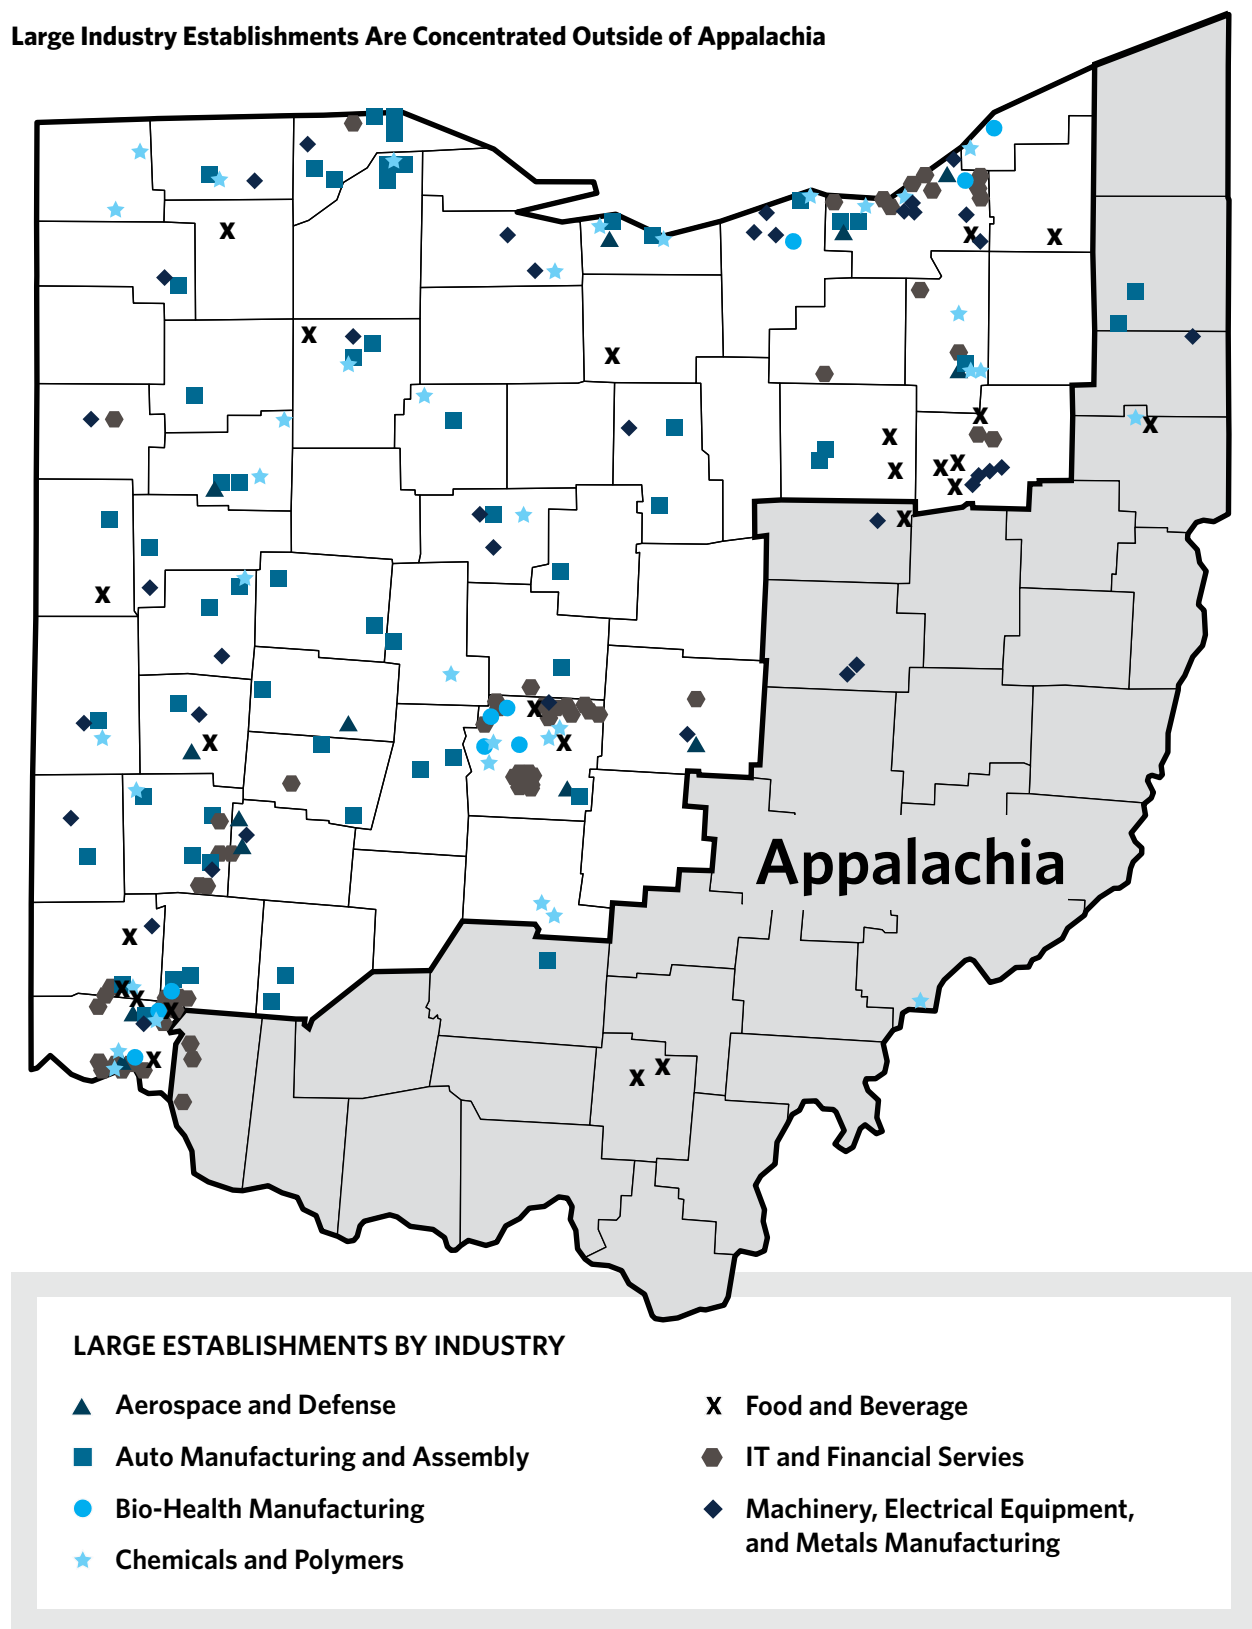 Large Industry Establishments Are Concentrated Outside of Appalachia
Appalachia
LARGE ESTABLISHMENTS BY INDUSTRY
Aerospace and Defense
Auto Manufacturing and Assembly
Bio-Health Manufacturing
Chemicals and Polymers
Food and Beverage
IT and Financial Servies
Machinery, Electrical Equipment,
and Metals Manufacturing